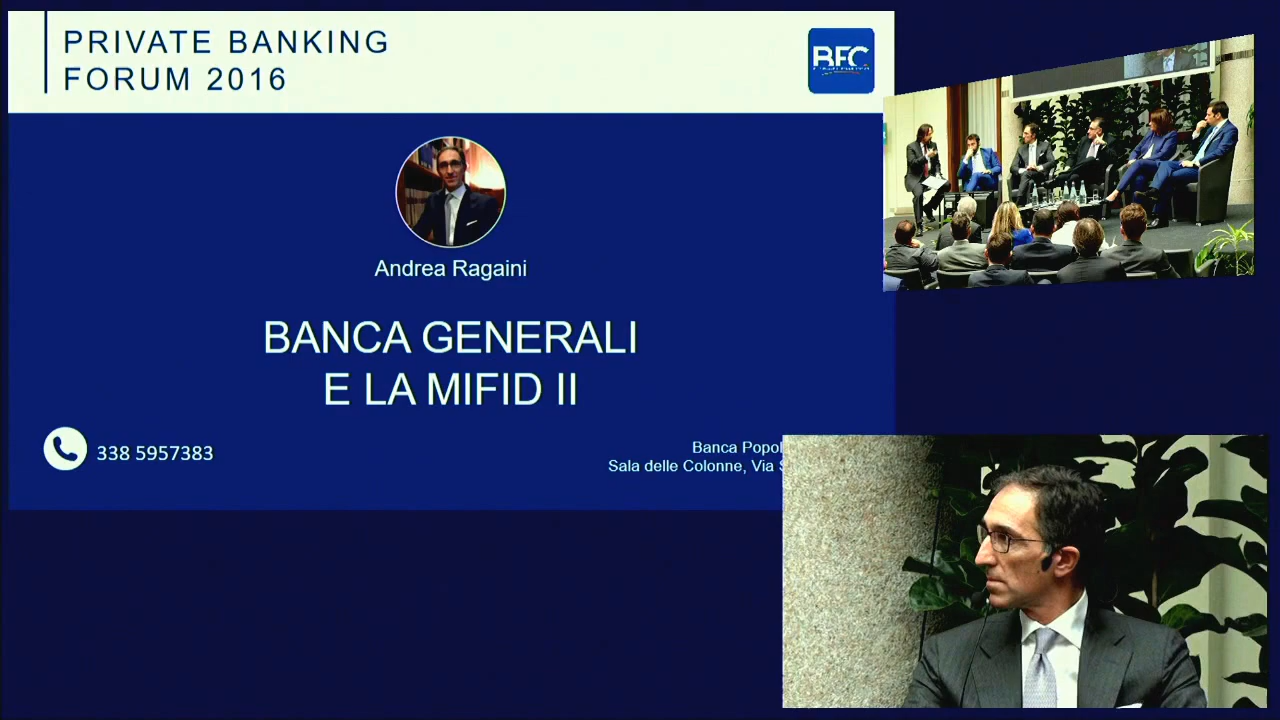 PRIVATE BANKING
FORUM 2016
BFC
Andrea Ragaini
BANCA GENERALI
E LA MIFID II
338 5957383
Banca
Sala delle Colonne, Via